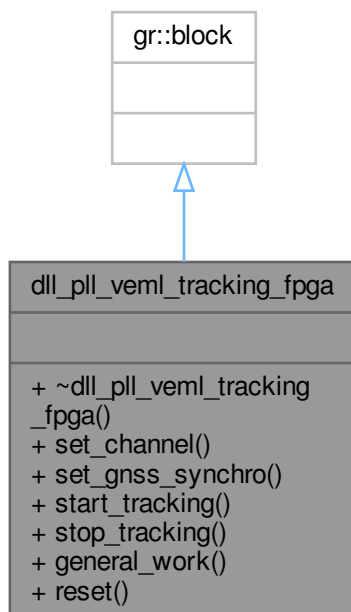 gr::block
dll_pll_veml_tracking_fpga
+ ~dll_pll_veml_tracking
_fpga()
+ set_channel()
+ set_gnss_synchro()
+ start_tracking()
+ stop_tracking()
+ general_work()
+ reset()